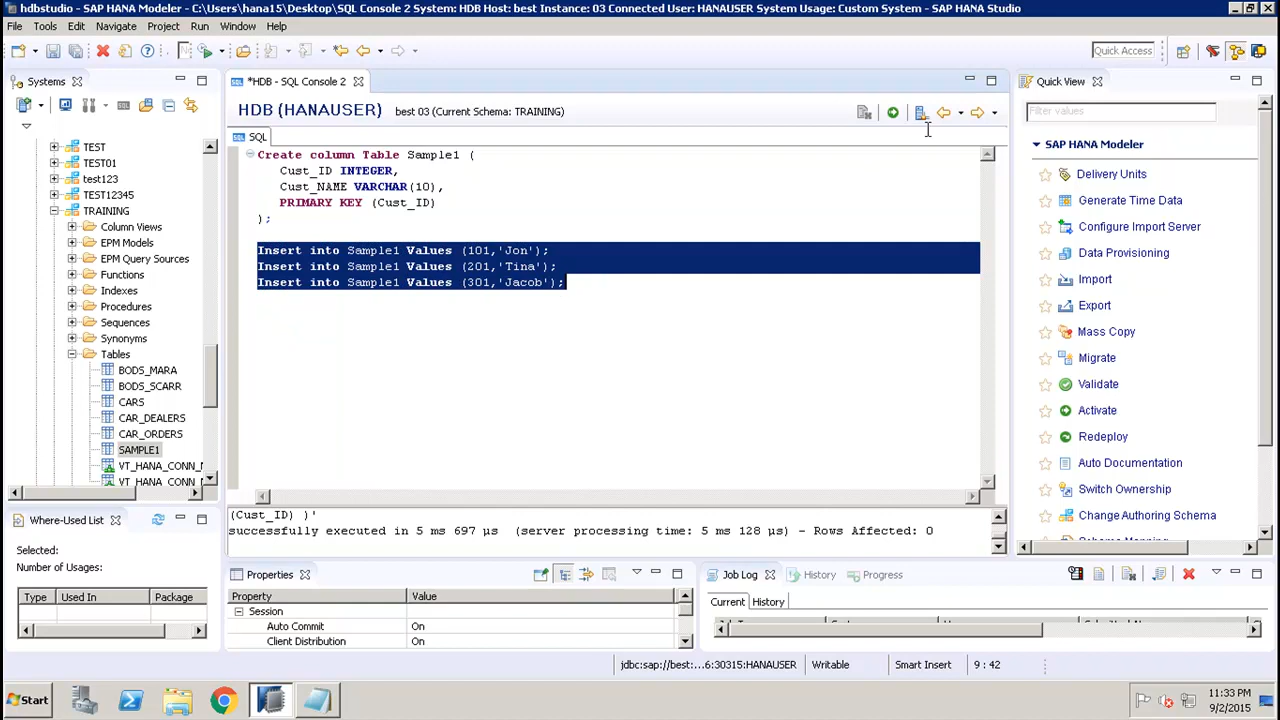 hdbstudio - SAP HANA Modeler - C:\Users\hana15\Desktop\SQL Console 2 System: HDB Host: best Instance: 03 Connected User: HANAUSER System Usage: Custom System - SAP HANA Studio
File Tools Edit Navigate Project Run Window Help
Quick Access
Systems
TEST
TEST01
test123
TEST12345
TRAINING
Column Views
EPM Models
EPM Query Sources
Functions
Indexes
Procedures
Sequences
Synonyms
Tables
BODS_MARA
BODS_SCARR
CARS
CAR_DEALERS
CAR_ORDERS
SAMPLE1
VT_HANA_CONN_
VT_HANA_CONN_
*HDB - SQL Console 2
HDB (HANAUSER) best 03 (Current Schema: TRAINING)
SQL
Create column Table Sample1 (
Cust_ID INTEGER,
Cust_NAME VARCHAR(10),
PRIMARY KEY (Cust_ID)
);
Insert into Sample1 Values (101,'Jon');
Insert into Sample1 Values (201,'Tina');
Insert into Sample1 Values (301,'Jacob');
(Cust_ID) )'
successfully executed in 5 ms 697 µs (server processing time: 5 ms 128 µs) - Rows Affected: 0
Quick View
Filter values
SAP HANA Modeler
Delivery Units
Generate Time Data
Configure Import Server
Data Provisioning
Import
Export
Mass Copy
Migrate
Validate
Activate
Redeploy
Auto Documentation
Switch Ownership
Change Authoring Schema
Where-Used List
Selected:
Number of Usages:
Type Used In Package
Properties
Property Value
Session
Auto Commit On
Client Distribution On
Job Log History Progress
Current History
jdbc:sap://best:...6:30315:HANAUSER Writable Smart Insert 9 : 42
Start
11:33 PM
9/2/2015